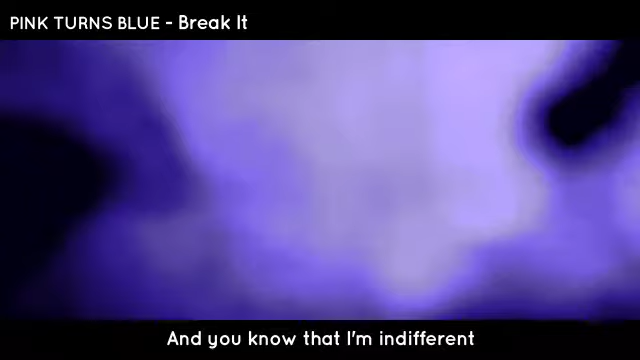 PINK TURNS BLUE - Break It
And you know that I'm indifferent